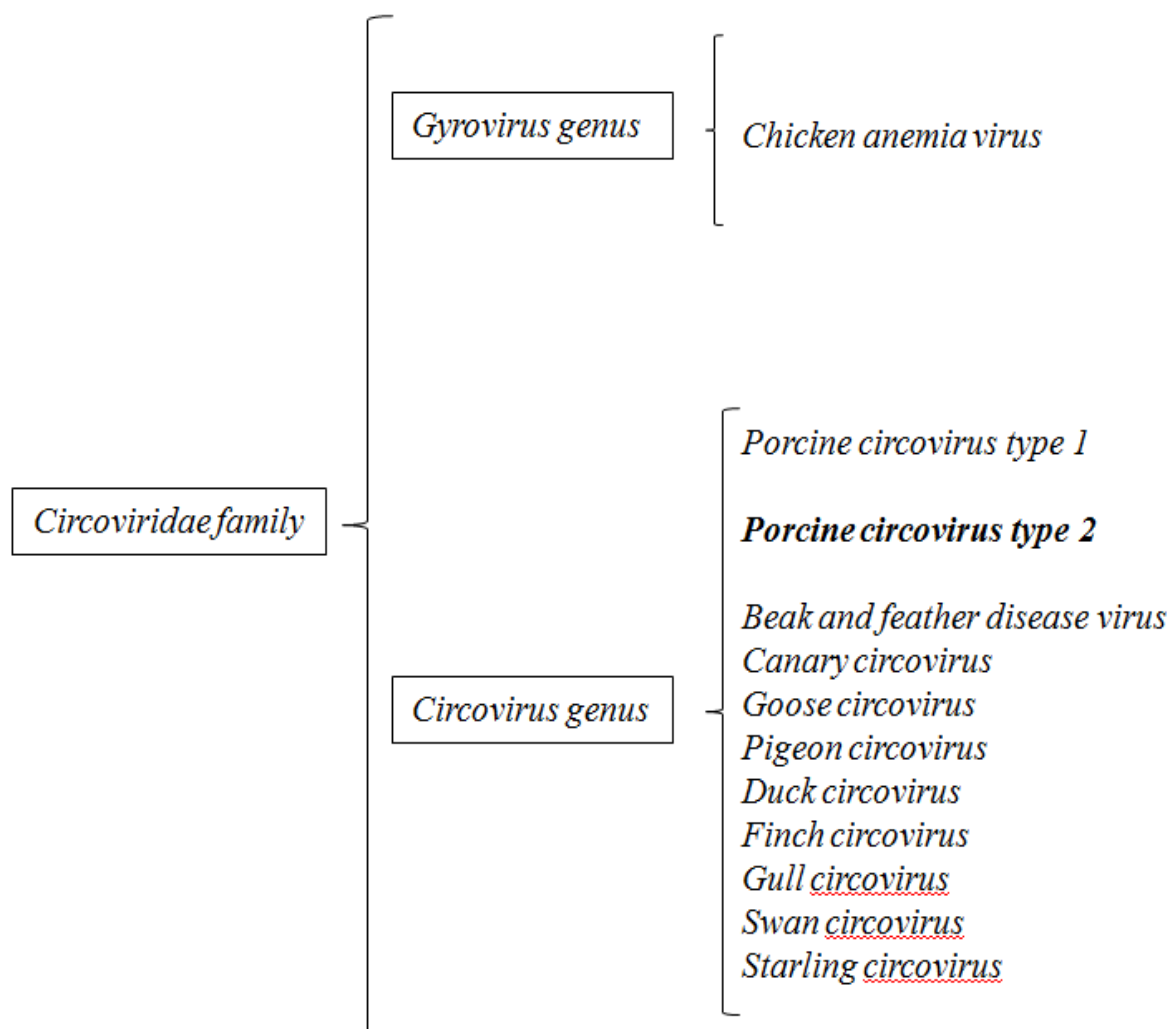 Gyrovirus genus
Chicken anemia virus
Circoviridae family
Circovirus genus
Porcine circovirus type 1
Porcine circovirus type 2
Beak and feather disease virus
Canary circovirus
Goose circovirus
Pigeon circovirus
Duck circovirus
Finch circovirus
Gull circovirus
Swan circovirus
Starling circovirus